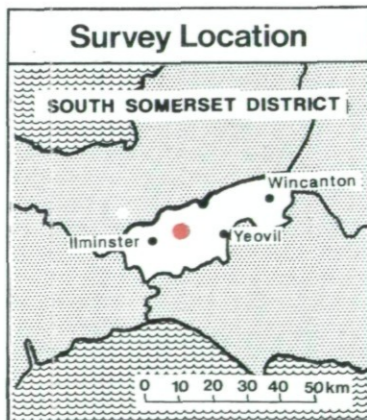 Survey Location
SOUTH SOMERSET DISTRICT
Wincanton
Ilminster
Yeovil
0 10 20 30 40 50km